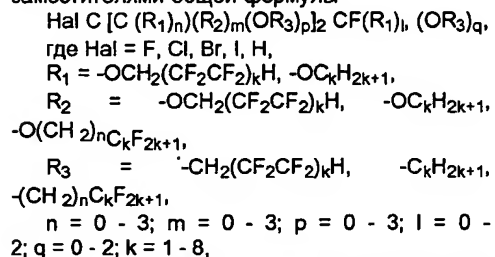 заместителями общей формулы
Hal C [C (R1)n)(R2)m(OR3)p]2 CF(R1)l, (OR3)q,
где Hal = F, Cl, Br, I, H,
R1 = -OCH2(CF2CF2)kH, -OCkH2k+1,
R2 = -OCH2(CF2CF2)kH, -OCkH2k+1,
-O(CH 2)nCkF2k+1,
R3 = -CH2(CF2CF2)kH, -CkH2k+1,
-(CH 2)nCkF2k+1,
n = 0 - 3; m = 0 - 3; p = 0 - 3; l = 0 -
2; q = 0 - 2; k = 1 - 8,